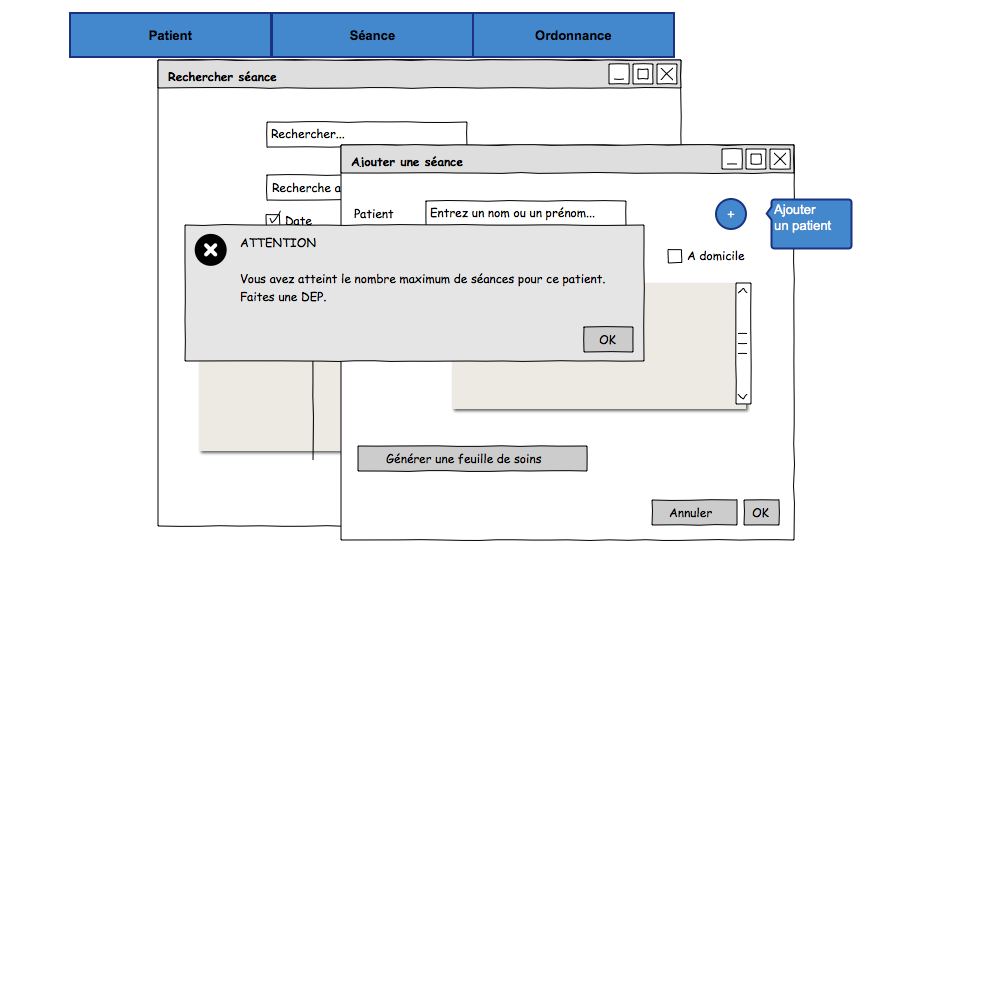 Patient
Séance
Ordonnance
Rechercher séance
Rechercher...
Ajouter une séance
Recherche a
Patient
Entrez un nom ou un prénom...
+
Ajouter
un patient
Date
ATTENTION
A domicile
Vous avez atteint le nombre maximum de séances pour ce patient.
Faites une DEP.
OK
Générer une feuille de soins
Annuler
OK